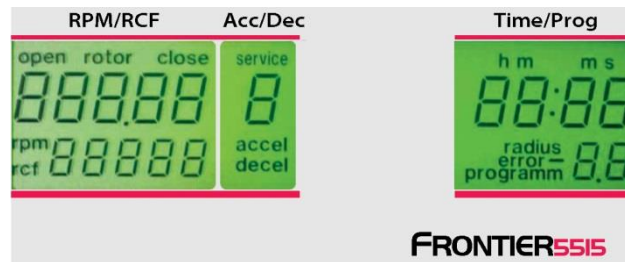 RPM/RCF Acc/Dec Time/Prog
open rotor close service h m m s
888.88 8 88:88
rpm 88888 accel radius
rcf decel error
programm 8.8
FRONTIER5515